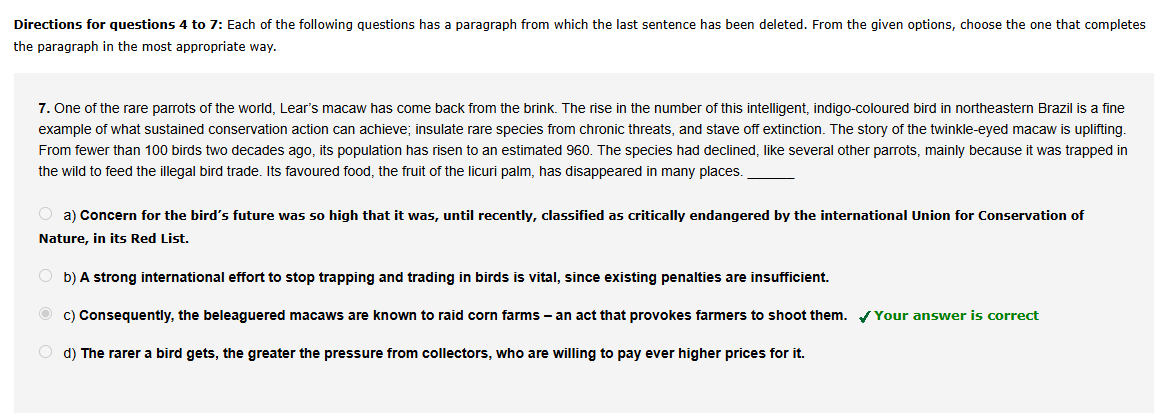 Directions for questions 4 to 7: Each of the following questions has a paragraph from which the last sentence has been deleted. From the given options, choose the one that completes
the paragraph in the most appropriate way.
7. One of the rare parrots of the world, Lear's macaw has come back from the brink. The rise in the number of this intelligent, indigo-coloured bird in northeastern Brazil is a fine
example of what sustained conservation action can achieve; insulate rare species from chronic threats, and stave off extinction. The story of the twinkle-eyed macaw is uplifting.
From fewer than 100 birds two decades ago, its population has risen to an estimated 960. The species had declined, like several other parrots, mainly because it was trapped in
the wild to feed the illegal bird trade. Its favoured food, the fruit of the licuri palm, has disappeared in many places. ______
a) Concern for the bird's future was so high that it was, until recently, classified as critically endangered by the international Union for Conservation of
Nature, in its Red List.
b) A strong international effort to stop trapping and trading in birds is vital, since existing penalties are insufficient.
c) Consequently, the beleaguered macaws are known to raid corn farms – an act that provokes farmers to shoot them. ✓ Your answer is correct
d) The rarer a bird gets, the greater the pressure from collectors, who are willing to pay ever higher prices for it.